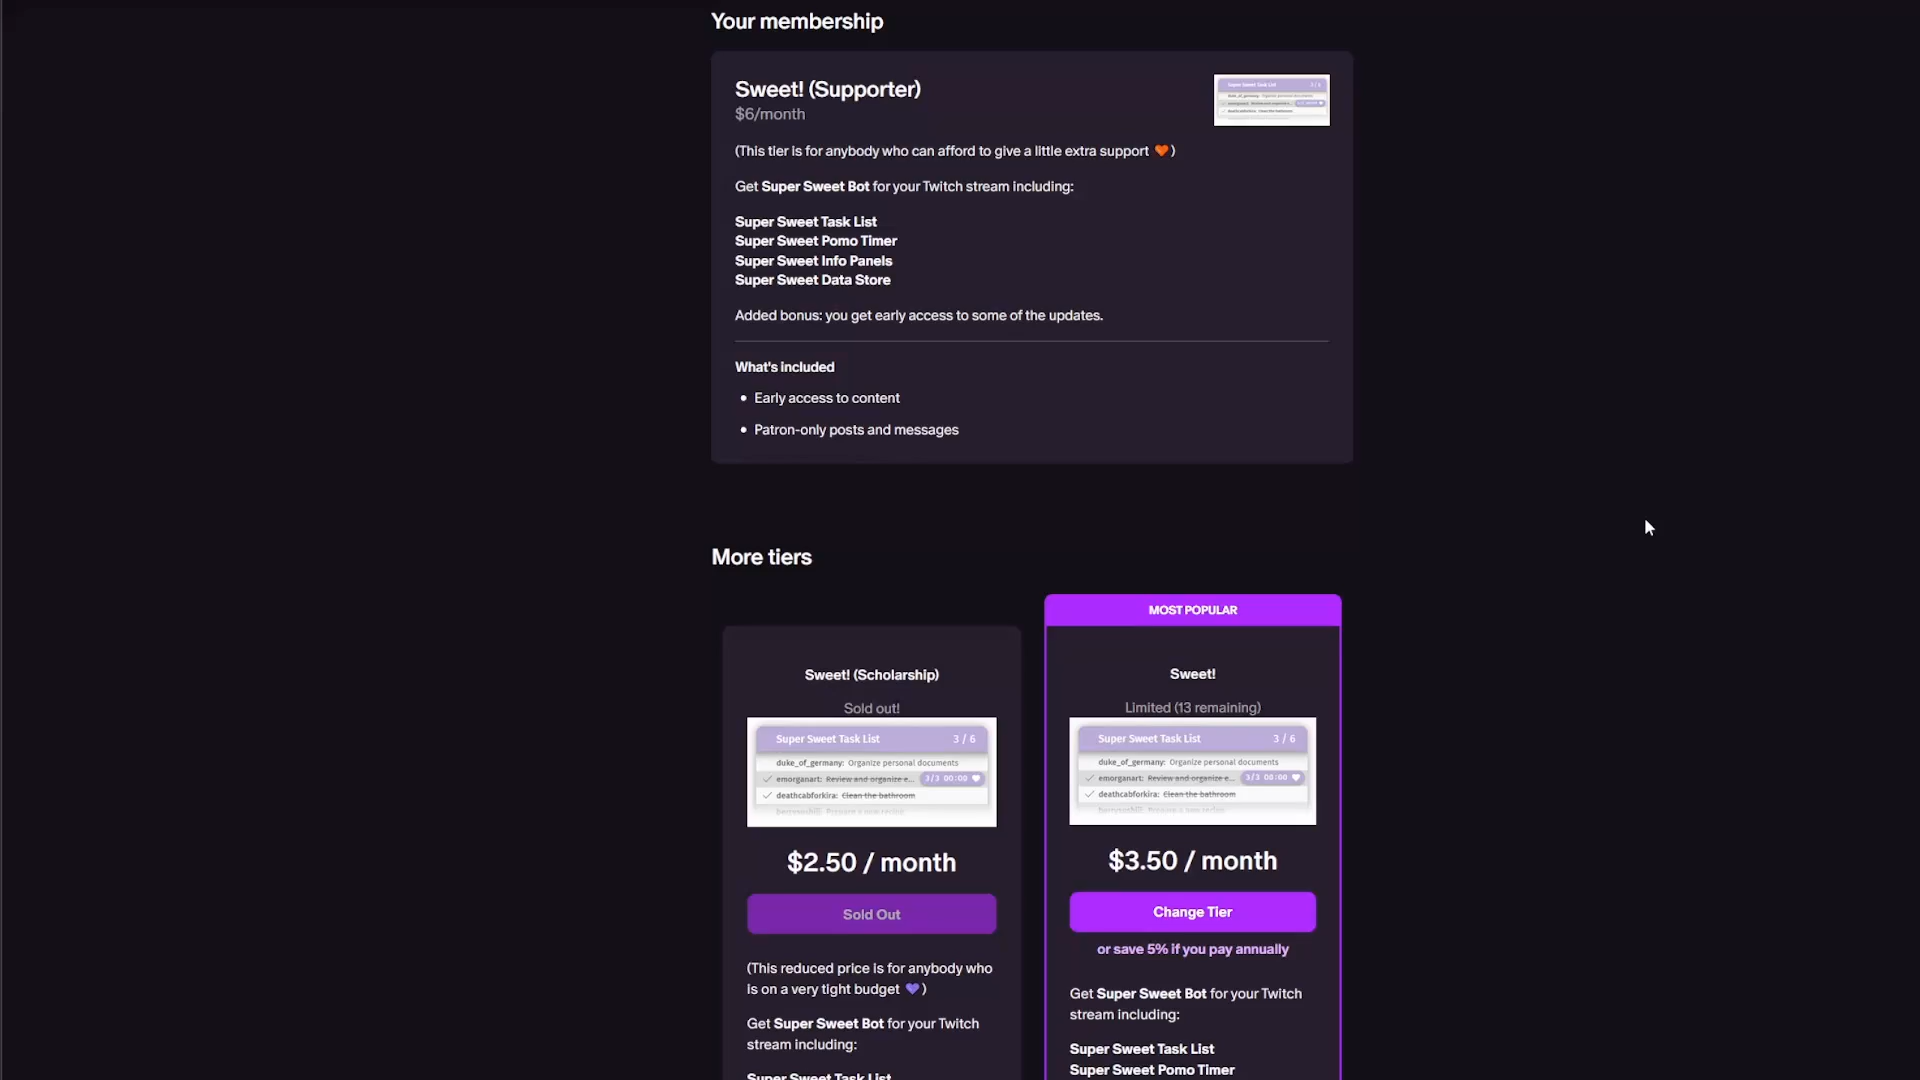 Your membership
Sweet! (Supporter)
$6/month
(This tier is for anybody who can afford to give a little extra support 🧡)
Get Super Sweet Bot for your Twitch stream including:
Super Sweet Task List
Super Sweet Pomo Timer
Super Sweet Info Panels
Super Sweet Data Store
Added bonus: you get early access to some of the updates.
What's included
• Early access to content
• Patron-only posts and messages
Super Sweet Task List
More tiers
Sweet! (Scholarship)
Sold out!
Super Sweet Task List 3 / 6
duke_of_germany: Organize personal documents
emorganart: Review and organize e... 3/3 00:00
deathcabforkira: Clean the bathroom
$2.50 / month
Sold Out
(This reduced price is for anybody who
is on a very tight budget 💜)
Get Super Sweet Bot for your Twitch
stream including:
Super Sweet Task List
MOST POPULAR
Sweet!
Limited (13 remaining)
Super Sweet Task List 3 / 6
duke_of_germany: Organize personal documents
emorganart: Review and organize e... 3/3 00:00
deathcabforkira: Clean the bathroom
$3.50 / month
Change Tier
or save 5% if you pay annually
Get Super Sweet Bot for your Twitch
stream including:
Super Sweet Task List
Super Sweet Pomo Timer